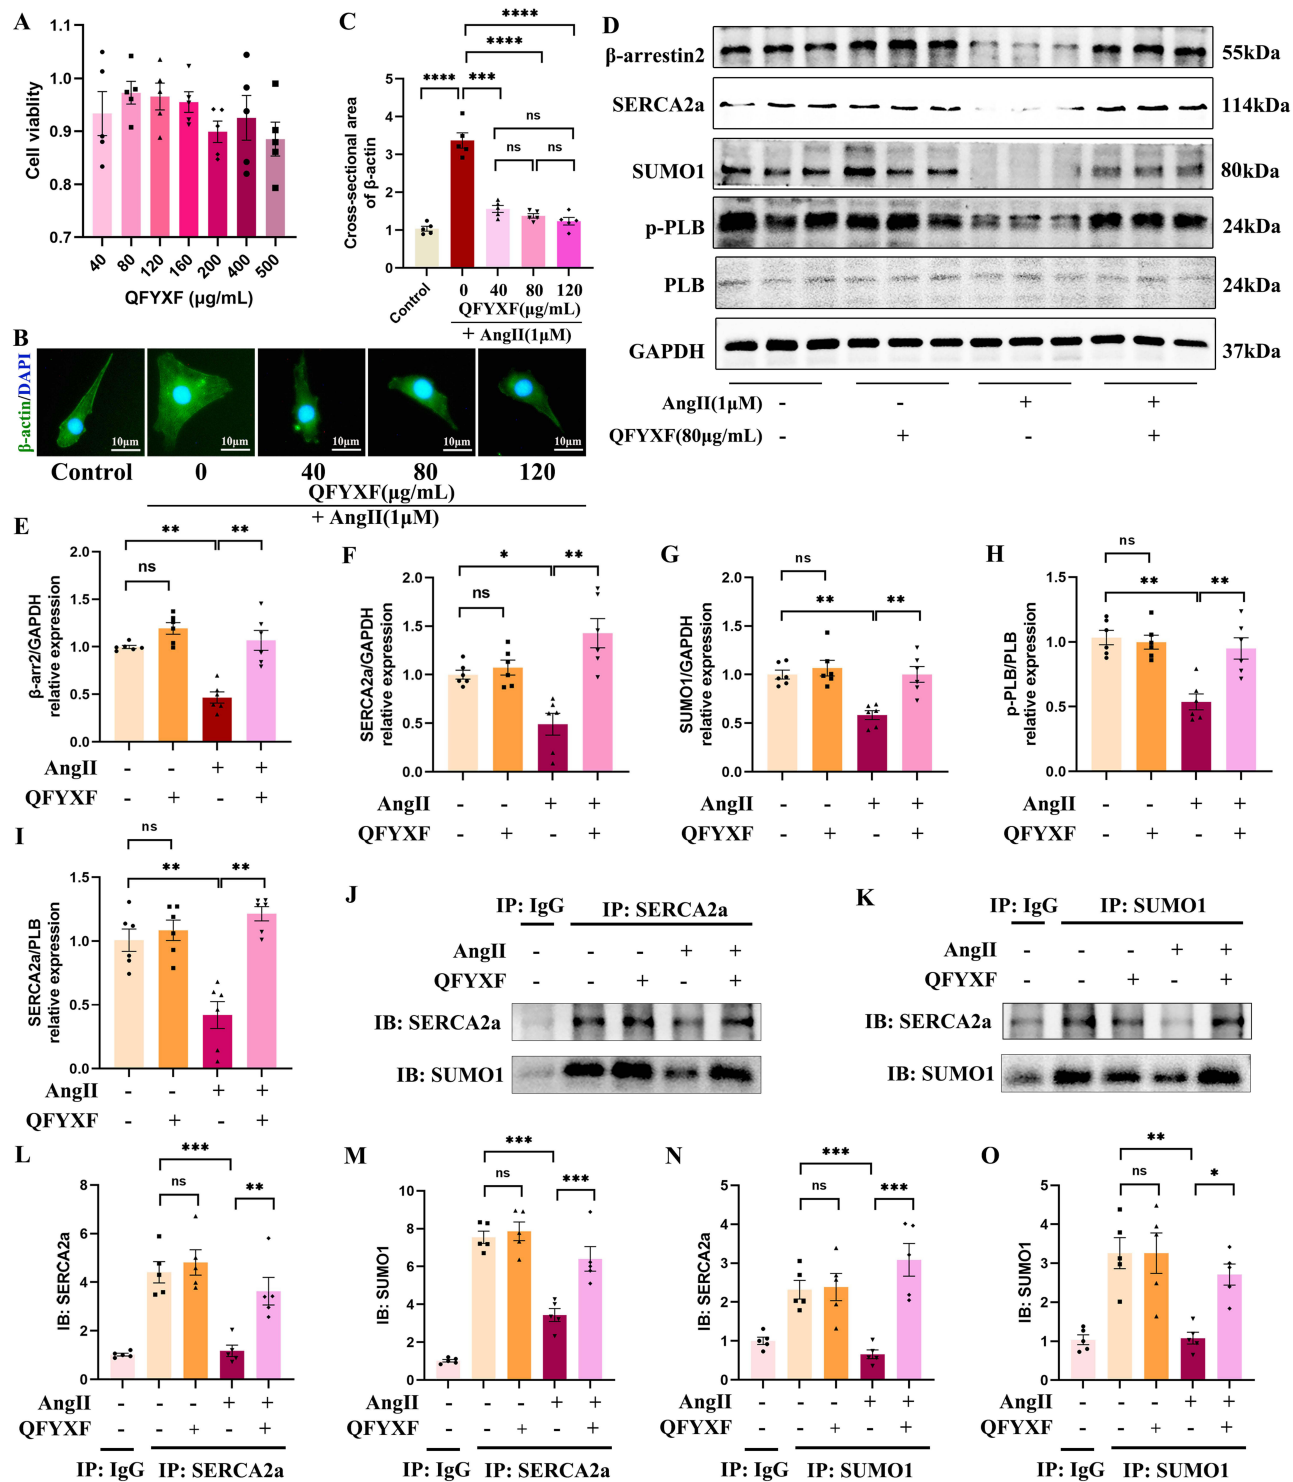 A
1.1
1.0
0.9
0.8
0.7
Cell viablity
40
80
120
160
200
400
500
QFYXF (μg/mL)
C
****
****
**** ***
ns
ns ns
5
4
3
2
1
0
Cross-sectional area
of β-actin
Control
0 40 80 120
QFYXF(μg/mL)
+ AngII(1μM)
D
β-arrestin2 55kDa
SERCA2a 114kDa
SUMO1 80kDa
p-PLB 24kDa
PLB 24kDa
GAPDH 37kDa
AngII(1μM) - - + +
QFYXF(80μg/mL) - + - +
B
β-actin/DAPI
10μm 10μm 10μm 10μm 10μm
Control 0 40 80 120
QFYXF(μg/mL)
+ AngII(1μM)
E
** **
ns
2.0
1.5
1.0
0.5
0.0
β-arr2/GAPDH
relative expression
AngII - - + +
QFYXF - + - +
F
* **
ns
2.0
1.5
1.0
0.5
0.0
SERCA2a/GAPDH
relative expression
AngII - - + +
QFYXF - + - +
G
ns
** **
2.0
1.5
1.0
0.5
0.0
SUMO1/GAPDH
relative expression
AngII - - + +
QFYXF - + - +
H
ns
** **
1.5
1.0
0.5
0.0
p-PLB/PLB
relative expression
AngII - - + +
QFYXF - + - +
I
ns
** **
1.5
1.0
0.5
0.0
SERCA2a/PLB
relative expression
AngII - - + +
QFYXF - + - +
J
IP: IgG IP: SERCA2a
AngII - - - + +
QFYXF - - + - +
IB: SERCA2a
IB: SUMO1
K
IP: IgG IP: SUMO1
AngII - - - + +
QFYXF - - + - +
IB: SERCA2a
IB: SUMO1
L
***
ns **
8
6
4
2
0
IB: SERCA2a
AngII - - - + +
QFYXF - - + - +
IP: IgG IP: SERCA2a
M
***
ns ***
10
8
6
4
2
0
IB: SUMO1
AngII - - - + +
QFYXF - - + - +
IP: IgG IP: SERCA2a
N
***
ns ***
5
4
3
2
1
0
IB: SERCA2a
AngII - - - + +
QFYXF - - + - +
IP: IgG IP: SUMO1
O
**
ns *
5
4
3
2
1
0
IB: SUMO1
AngII - - - + +
QFYXF - - + - +
IP: IgG IP: SUMO1